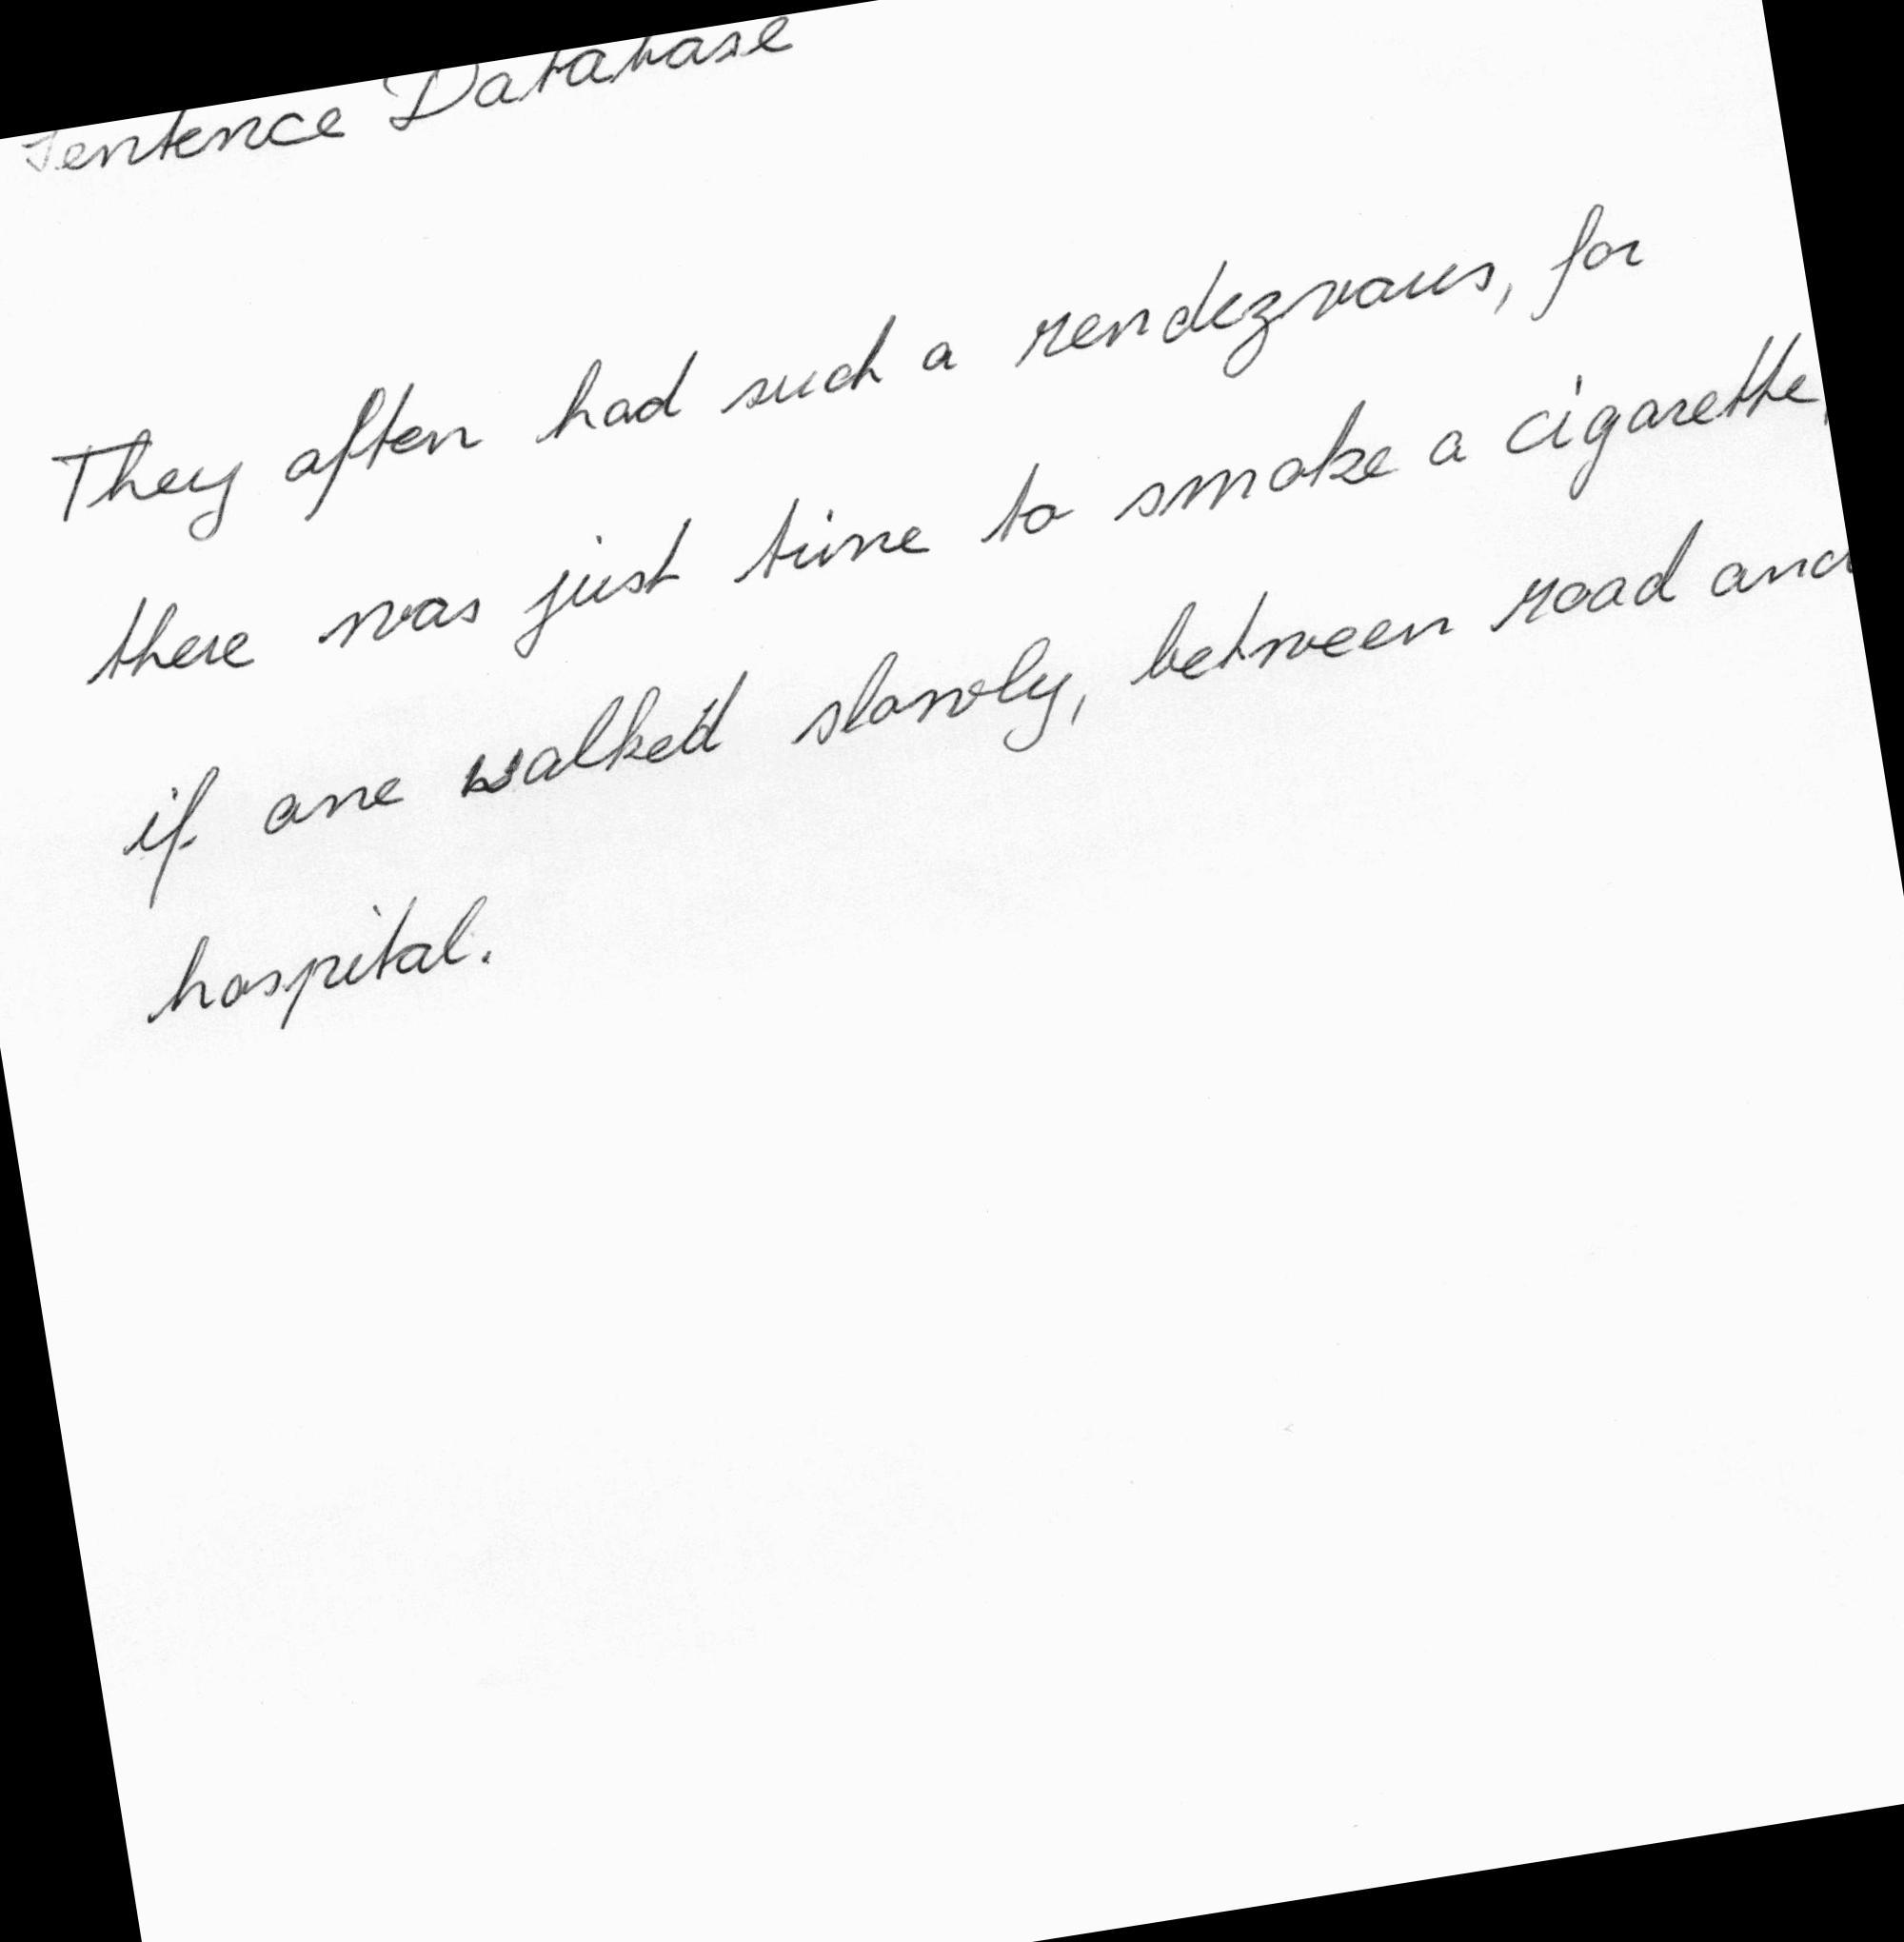 Sentence Database
They often had such a rendezvous, for
there was just time to smoke a cigarette,
if one walked slowly, between road and
hospital.